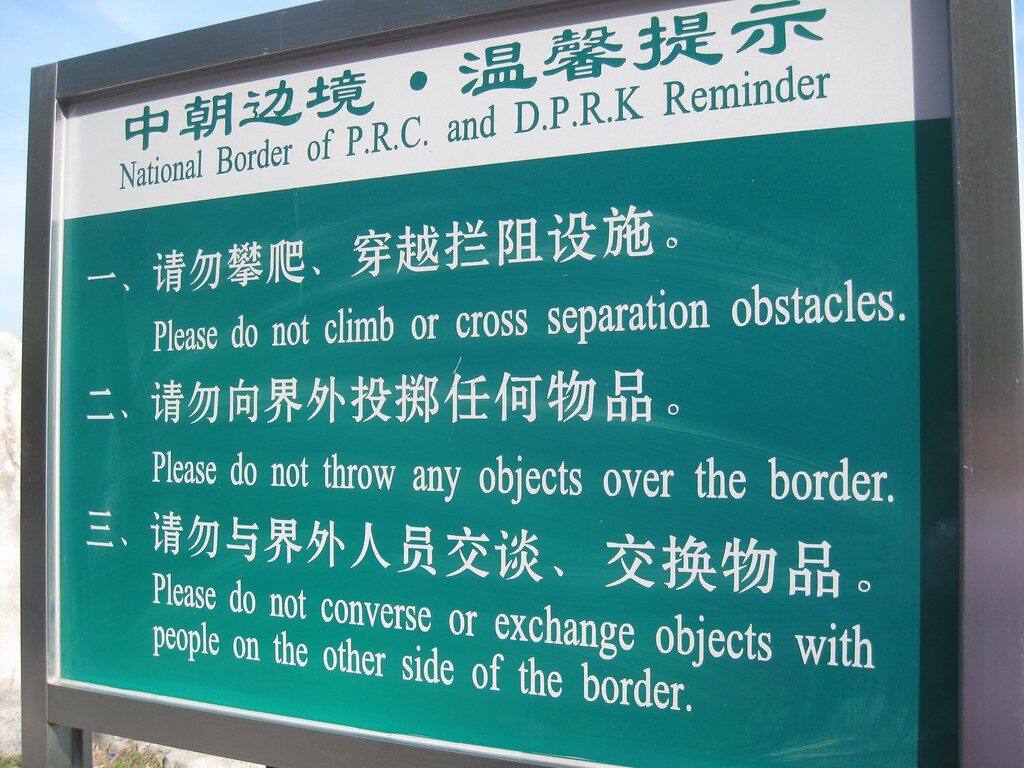 中朝边境·温馨提示
National Border of P.R.C. and D.P.R.K Reminder
一、请勿攀爬、穿越拦阻设施。
Please do not climb or cross separation obstacles.
二、请勿向界外投掷任何物品。
Please do not throw any objects over the border.
三、请勿与界外人员交谈、交换物品。
Please do not converse or exchange objects with
people on the other side of the border.